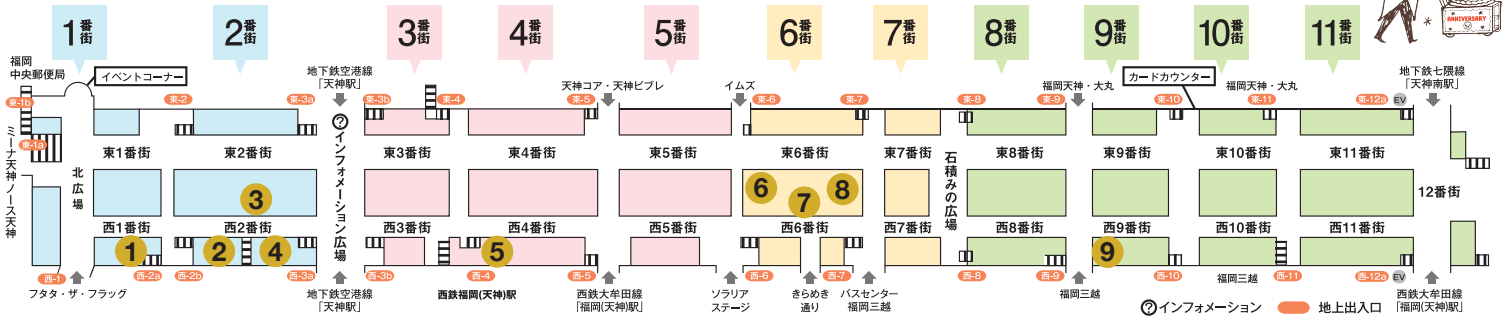 1番街
2番街
3番街
4番街
5番街
6番街
7番街
8番街
9番街
10番街
11番街
ANNIVERSARY
福岡
中央郵便局
イベントコーナー
地下鉄空港線
「天神駅」
天神コア・天神ビブレ
イムズ
福岡天神・大丸
カードカウンター
福岡天神・大丸
地下鉄七隈線
「天神南駅」
東-1b
東-2
東-3a
東-3b
東-4
東-5
東-6
東-7
東-8
東-9
東-10
東-11
東-12a
EV
東-1a
ミーナ天神ノース天神
北広場
?インフォメーション広場
石積みの広場
東1番街
東2番街
東3番街
東4番街
東5番街
東6番街
東7番街
東8番街
東9番街
東10番街
東11番街
12番街
3
6
7
8
西1番街
西2番街
西3番街
西4番街
西5番街
西6番街
西7番街
西8番街
西9番街
西10番街
西11番街
1
2
4
5
9
西-1
西-2a
西-2b
西-3a
西-3b
西-4
西-5
西-6
西-7
西-8
西-9
西-10
西-11
西-12a
EV
フタタ・ザ・フラッグ
地下鉄空港線
「天神駅」
西鉄福岡(天神)駅
西鉄大牟田線
「福岡(天神)駅」
ソラリア
ステージ
きらめき
通り
バスセンター
福岡三越
福岡三越
福岡三越
西鉄大牟田線
「福岡(天神)駅」
?インフォメーション
地上出入口